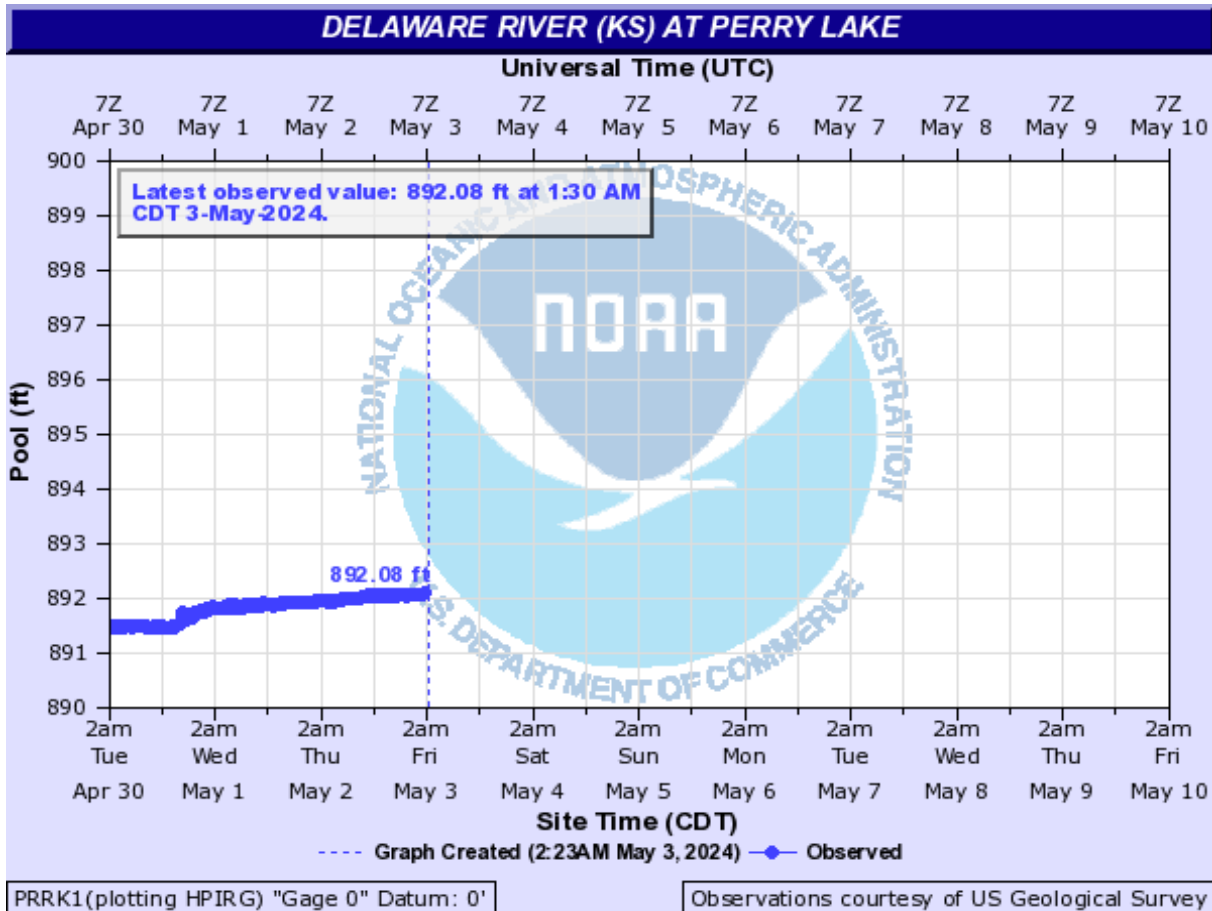 DELAWARE RIVER (KS) AT PERRY LAKE
Universal Time (UTC)
7Z 7Z 7Z 7Z 7Z 7Z 7Z 7Z 7Z 7Z 7Z
Apr 30 May 1 May 2 May 3 May 4 May 5 May 6 May 7 May 8 May 9 May 10
Latest observed value: 892.08 ft at 1:30 AM
CDT 3-May-2024.
900
899
898
897
896
895
894
893
892
891
890
Pool (ft)
892.08 ft
NATIONAL OCEANIC AND ATMOSPHERIC ADMINISTRATION
NOAA
U.S. DEPARTMENT OF COMMERCE
2am 2am 2am 2am 2am 2am 2am 2am 2am 2am 2am
Tue Wed Thu Fri Sat Sun Mon Tue Wed Thu Fri
Apr 30 May 1 May 2 May 3 May 4 May 5 May 6 May 7 May 8 May 9 May 10
Site Time (CDT)
Graph Created (2:23AM May 3, 2024) Observed
PRRK1(plotting HPIRG) "Gage 0" Datum: 0'
Observations courtesy of US Geological Survey